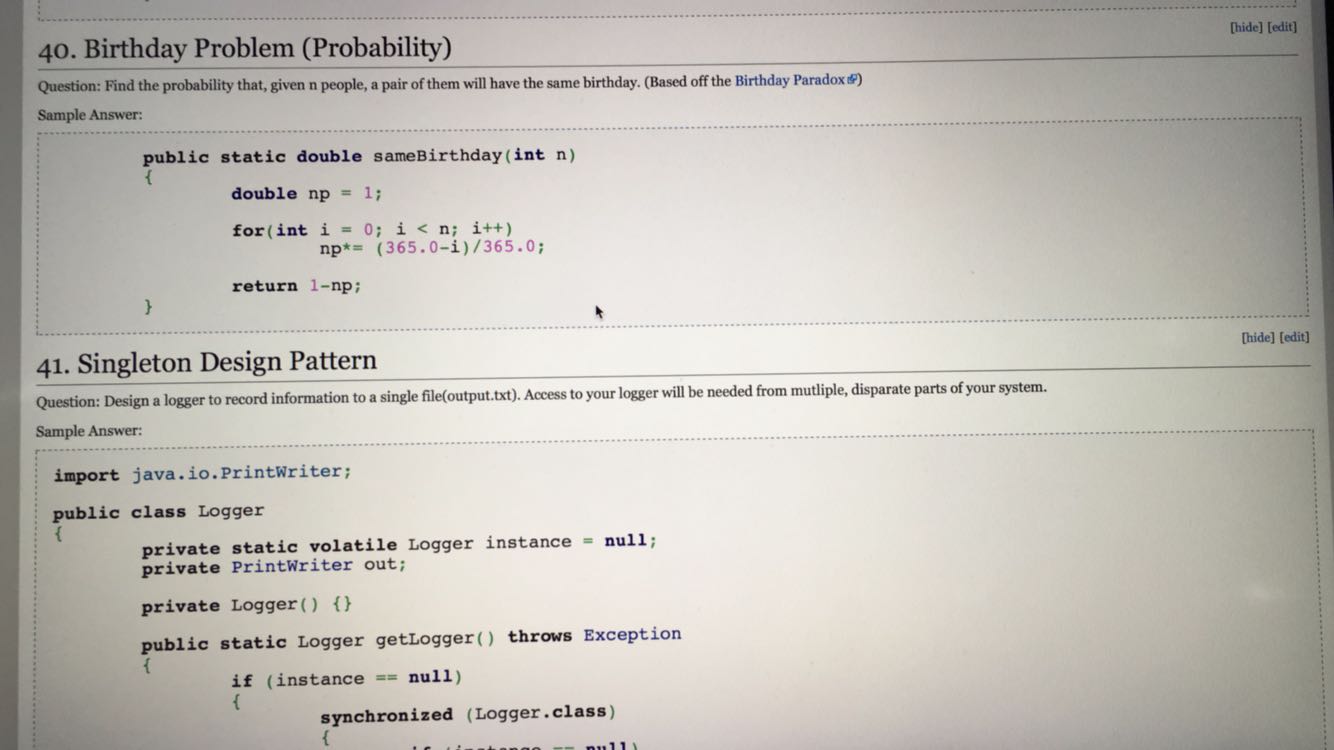 [hide] [edit]
40. Birthday Problem (Probability)
Question: Find the probability that, given n people, a pair of them will have the same birthday. (Based off the Birthday Paradox)
Sample Answer:
public static double sameBirthday(int n)
{
double np = 1;
for(int i = 0; i < n; i++)
np*= (365.0-i)/365.0;
return 1-np;
}
[hide] [edit]
41. Singleton Design Pattern
Question: Design a logger to record information to a single file(output.txt). Access to your logger will be needed from mutliple, disparate parts of your system.
Sample Answer:
import java.io.PrintWriter;
public class Logger
{
private static volatile Logger instance = null;
private PrintWriter out;
private Logger() {}
public static Logger getLogger() throws Exception
{
if (instance == null)
{
synchronized (Logger.class)
{
if (instance == null)